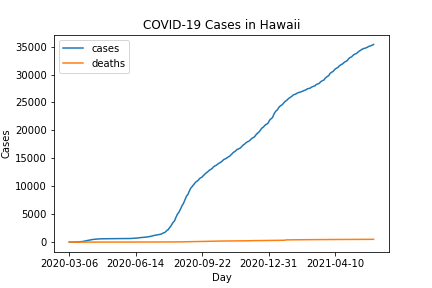 COVID-19 Cases in Hawaii
cases
deaths
35000
30000
25000
20000
15000
10000
5000
0
Cases
2020-03-06 2020-06-14 2020-09-22 2020-12-31 2021-04-10
Day